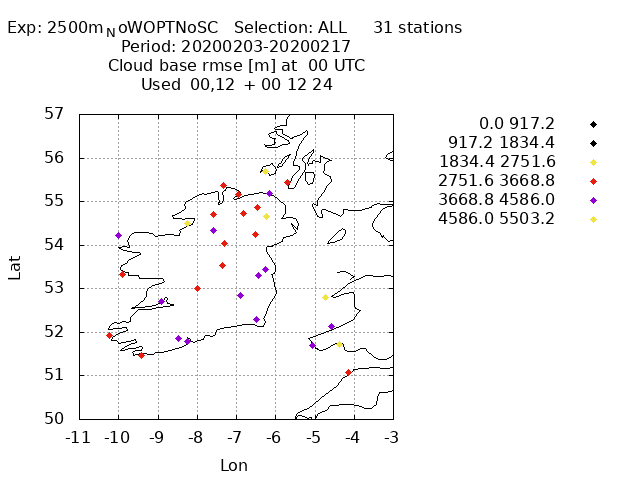 Exp: 2500m_NoWOPTNoSC Selection: ALL 31 stations
Period: 20200203-20200217
Cloud base rmse [m] at 00 UTC
Used 00,12 + 00 12 24
0.0 917.2
917.2 1834.4
1834.4 2751.6
2751.6 3668.8
3668.8 4586.0
4586.0 5503.2
57
56
55
54
53
52
51
50
Lat
-11 -10 -9 -8 -7 -6 -5 -4 -3
Lon